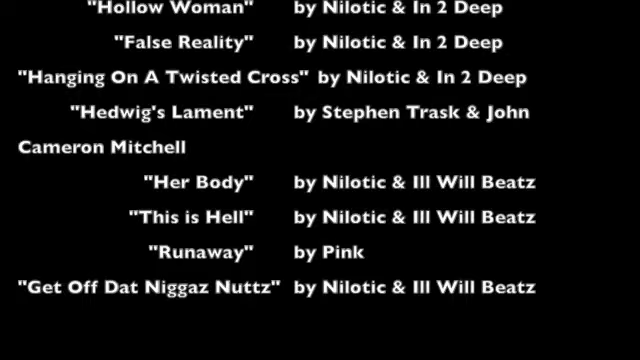 "Hollow Woman" by Nilotic & In 2 Deep
"False Reality" by Nilotic & In 2 Deep
"Hanging On A Twisted Cross" by Nilotic & In 2 Deep
"Hedwig's Lament" by Stephen Trask & John
Cameron Mitchell
"Her Body" by Nilotic & Ill Will Beatz
"This is Hell" by Nilotic & Ill Will Beatz
"Runaway" by Pink
"Get Off Dat Niggaz Nuttz" by Nilotic & Ill Will Beatz